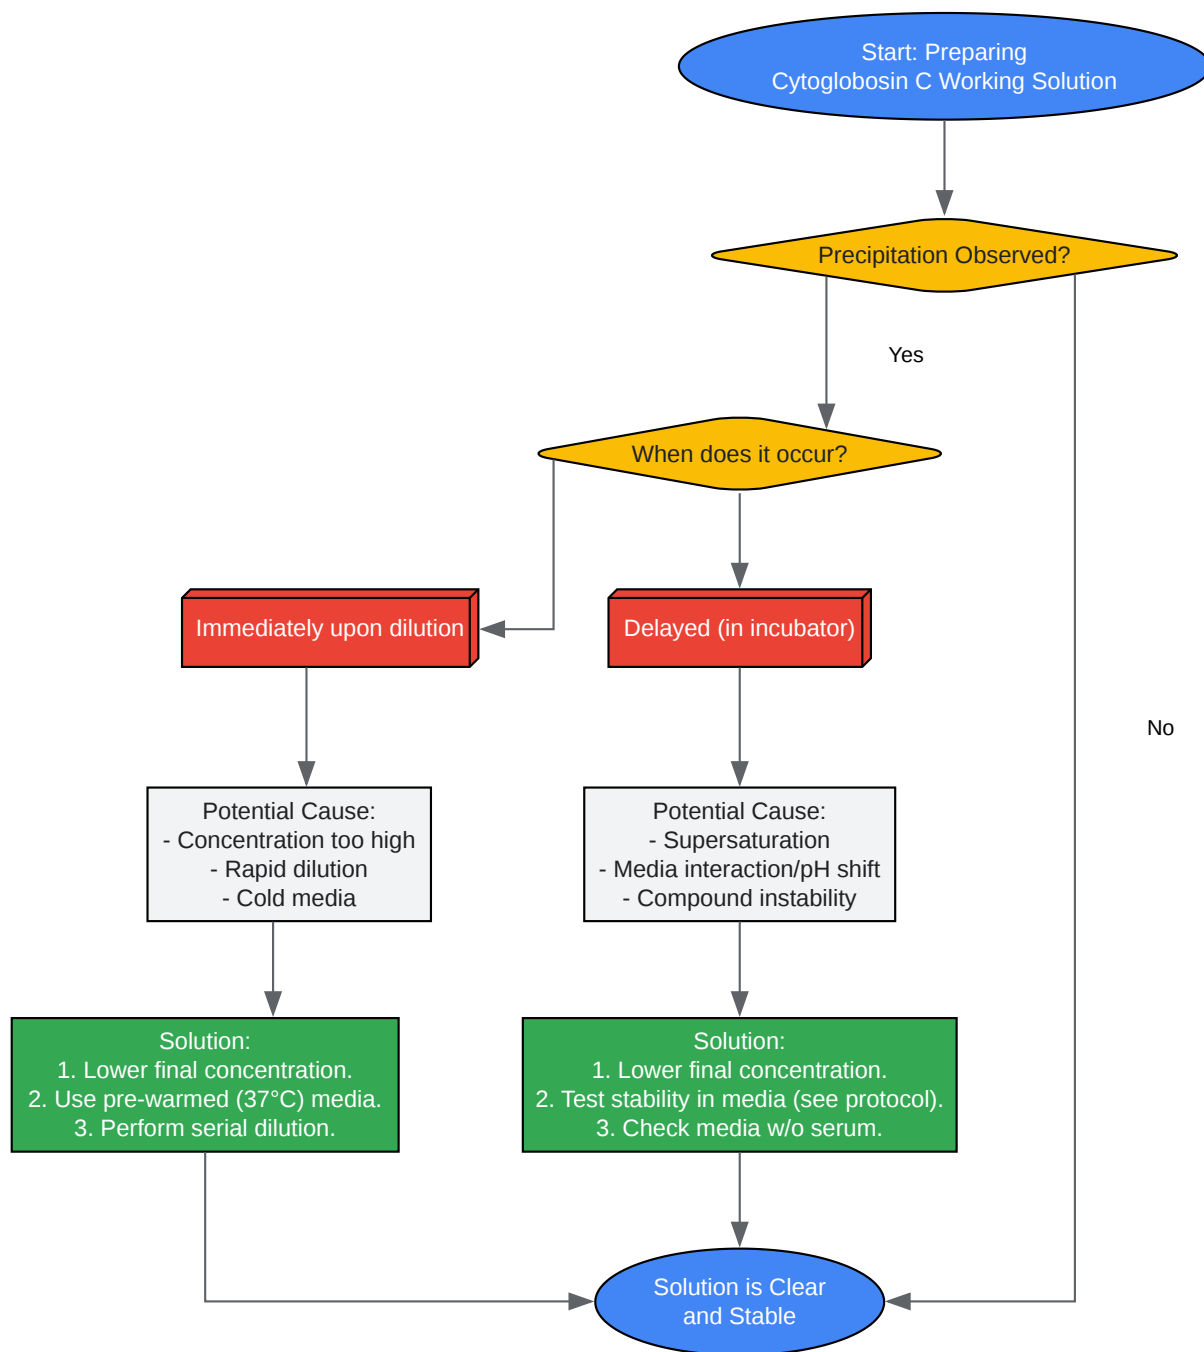 Start: Preparing
Cytoglobosin C Working Solution
Precipitation Observed?
Yes
When does it occur?
Immediately upon dilution
Delayed (in incubator)
No
Potential Cause:
- Concentration too high
- Rapid dilution
- Cold media
Potential Cause:
- Supersaturation
- Media interaction/pH shift
- Compound instability
Solution:
1. Lower final concentration.
2. Use pre-warmed (37°C) media.
3. Perform serial dilution.
Solution:
1. Lower final concentration.
2. Test stability in media (see protocol).
3. Check media w/o serum.
Solution is Clear
and Stable